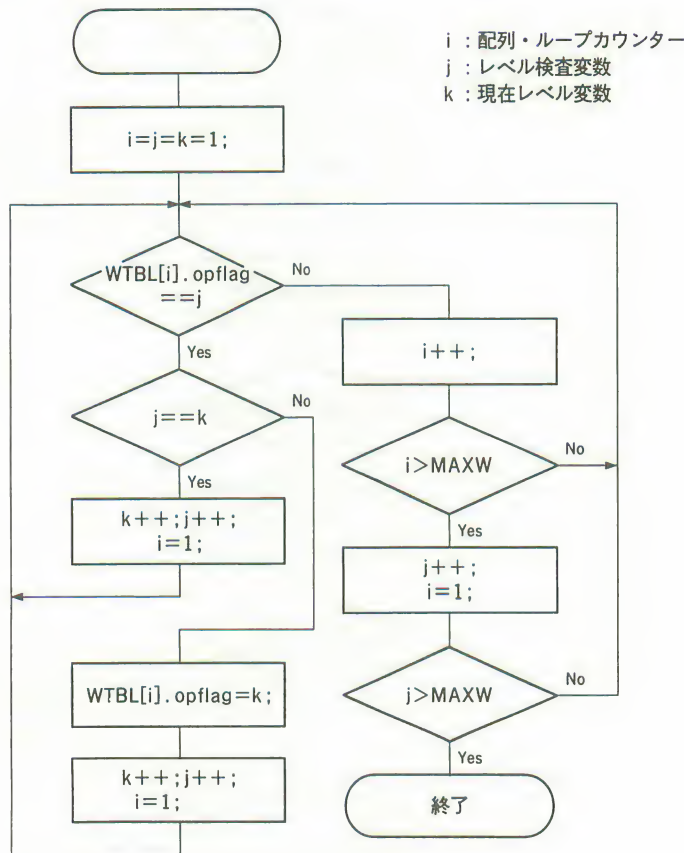 i：配列・ループカウンター
j：レベル検査変数
k：現在レベル変数
i=j=k=1;
WTBL[i].opflag
==j
No
Yes
j==k
No
Yes
k++;j++;
i=1;
WTBL[i].opflag=k;
k++;j++;
i=1;
i++;
i>MAXW
No
Yes
j++;
i=1;
j>MAXW
No
Yes
終了